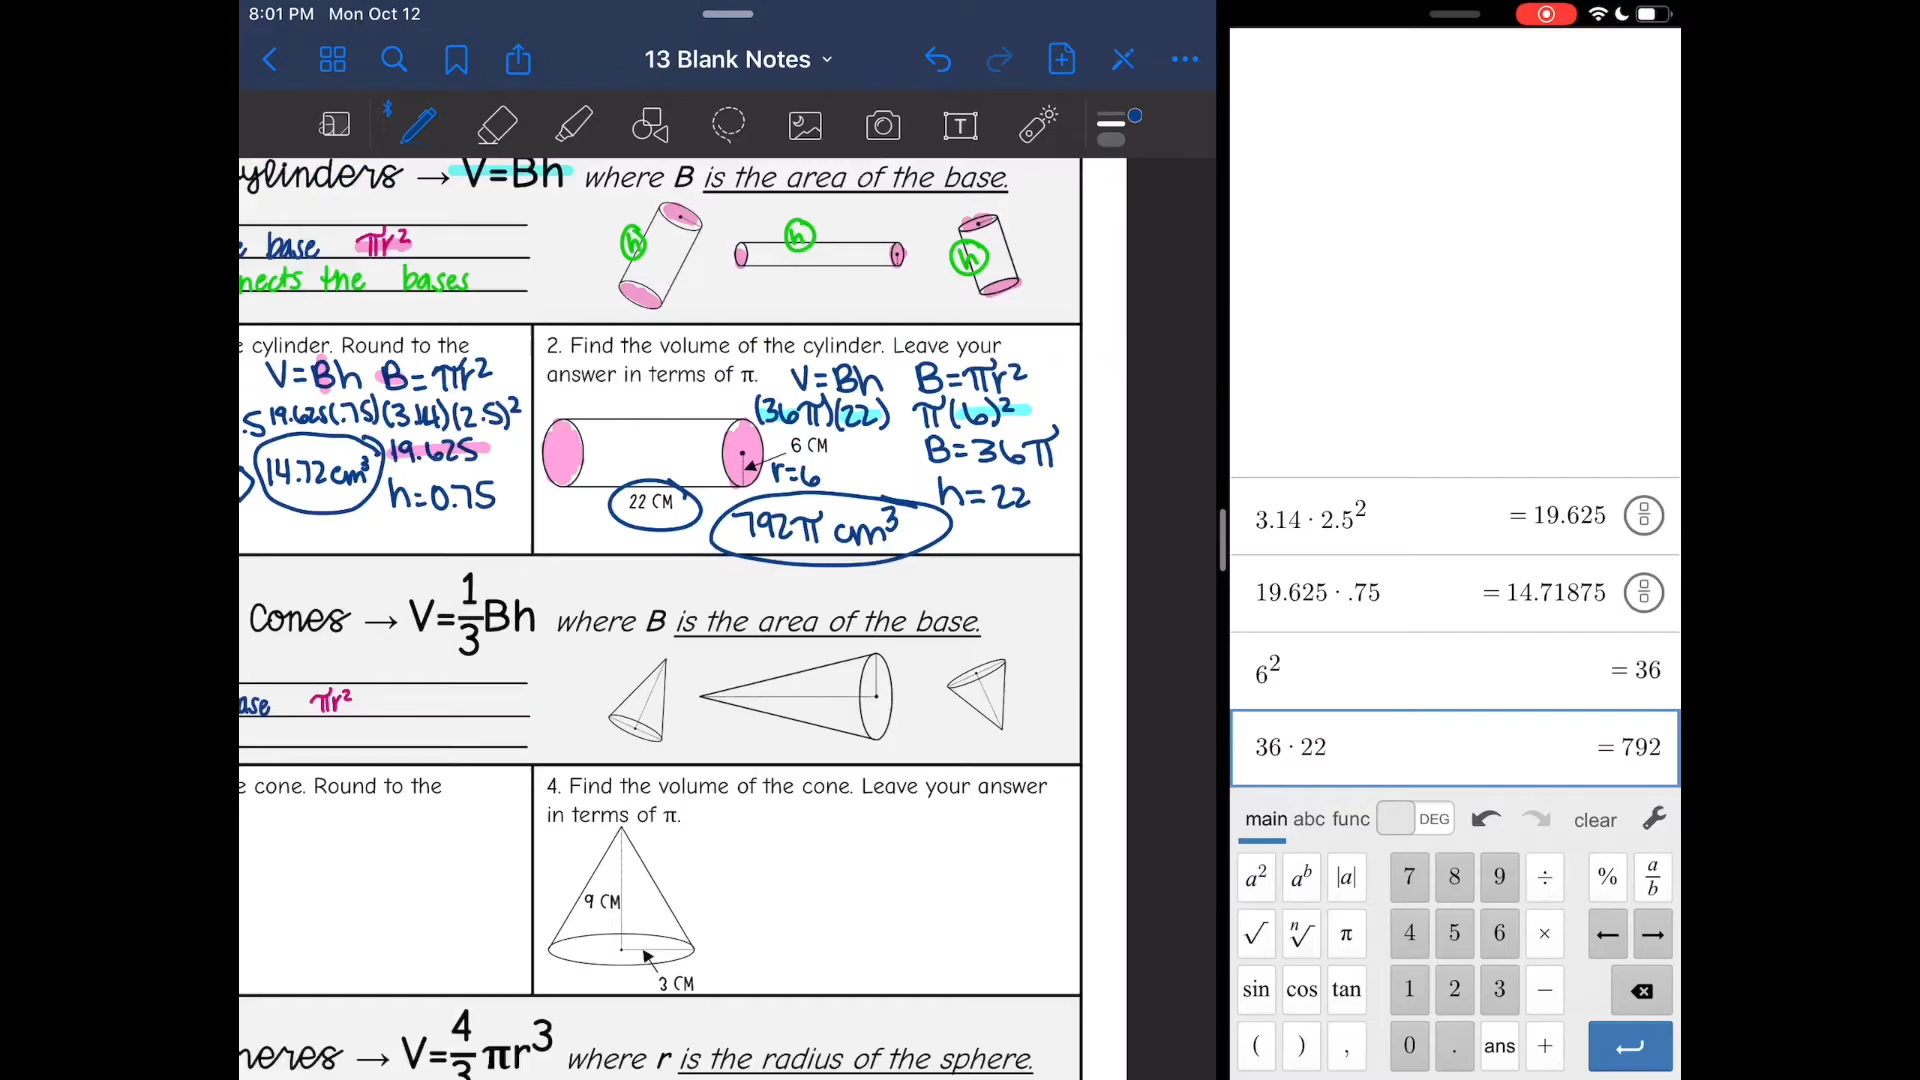 8:01 PM Mon Oct 12
13 Blank Notes
ylinders → V=Bh where B is the area of the base.
e base πr²
nects the bases
h h h
e cylinder. Round to the
V=Bh B=πr²
.5 19.625(.75) (3.14)(2.5)²
14.72 cm³ 19.625
h=0.75
2. Find the volume of the cylinder. Leave your
answer in terms of π.
V=Bh B=πr²
(36π)(22) π(6)²
6 CM B=36π
r=6
22 CM h=22
792π cm³
Cones → V=1/3Bh where B is the area of the base.
ase πr²
e cone. Round to the
4. Find the volume of the cone. Leave your answer
in terms of π.
9 CM
3 CM
heres → V=4/3πr³ where r is the radius of the sphere.
3.14 · 2.5² = 19.625
19.625 · .75 = 14.71875
6² = 36
36 · 22 = 792
main abc func DEG clear
a² aᵇ |a| 7 8 9 ÷ % a/b
√ ⁿ√ π 4 5 6 × ← →
sin cos tan 1 2 3 −
( ) , 0 . ans +